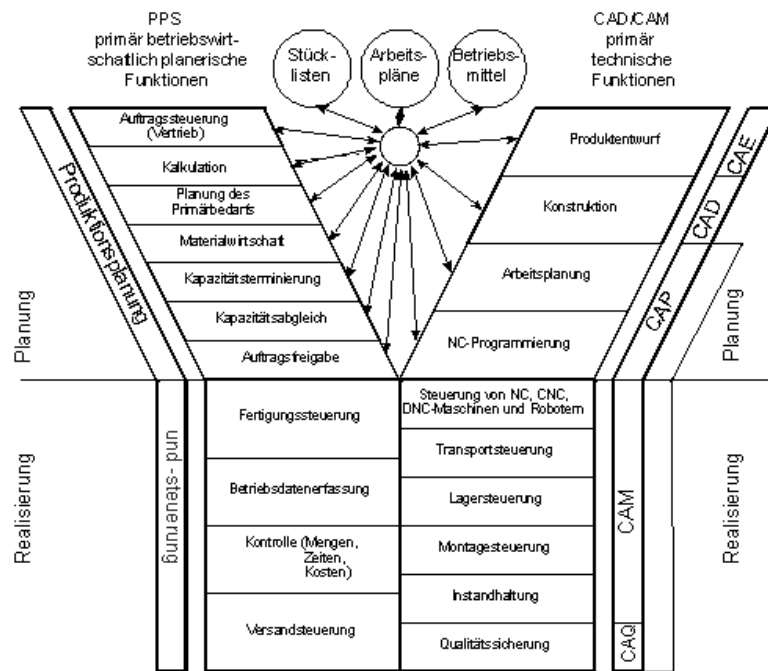 PPS
primär betriebswirt-
schaftlich planerische
Funktionen
Stück-
listen
Arbeits-
pläne
Betriebs-
mittel
CAD/CAM
primär
technische
Funktionen
Auftragssteuerung
(Vertrieb)
Kalkulation
Planung des
Primärbedarfs
Materialwirtschaft
Kapazitätsterminierung
Kapazitätsabgleich
Auftragsfreigabe
Produktionsplanung
Planung
Produktentwurf
Konstruktion
Arbeitsplanung
NC-Programmierung
CAE
CAD
CAP
Planung
Fertigungssteuerung
Betriebsdatenerfassung
Kontrolle (Mengen,
Zeiten,
Kosten)
Versandsteuerung
und -steuerung
Realisierung
Steuerung von NC, CNC,
DNC-Maschinen und Robotern
Transportsteuerung
Lagersteuerung
Montagesteuerung
Instandhaltung
Qualitätssicherung
CAM
CAQ
Realisierung